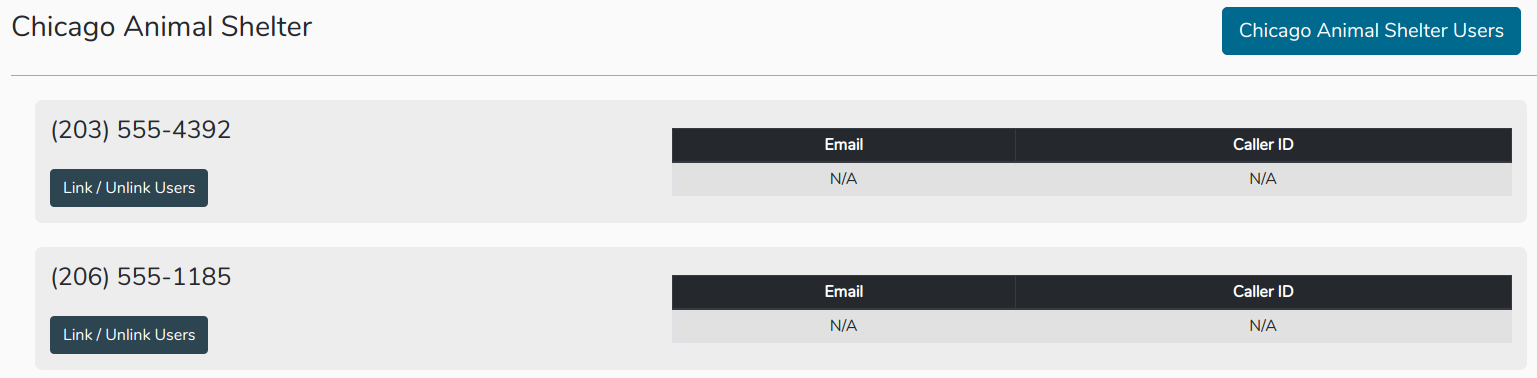 Chicago Animal Shelter
Chicago Animal Shelter Users
(203) 555-4392
Link / Unlink Users
Email Caller ID
N/A N/A
(206) 555-1185
Link / Unlink Users
Email Caller ID
N/A N/A